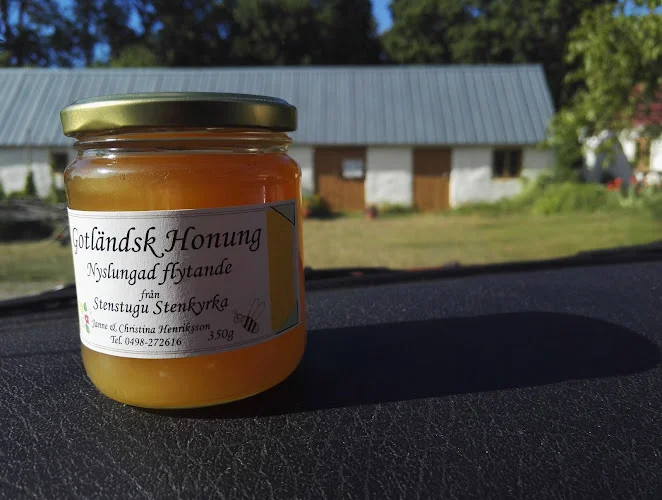 Gotländsk Honung
Nyslungad flytande
från
Stenstugu Stenkyrka
Janne & Christina Henriksson
350g
Tel. 0498-272616